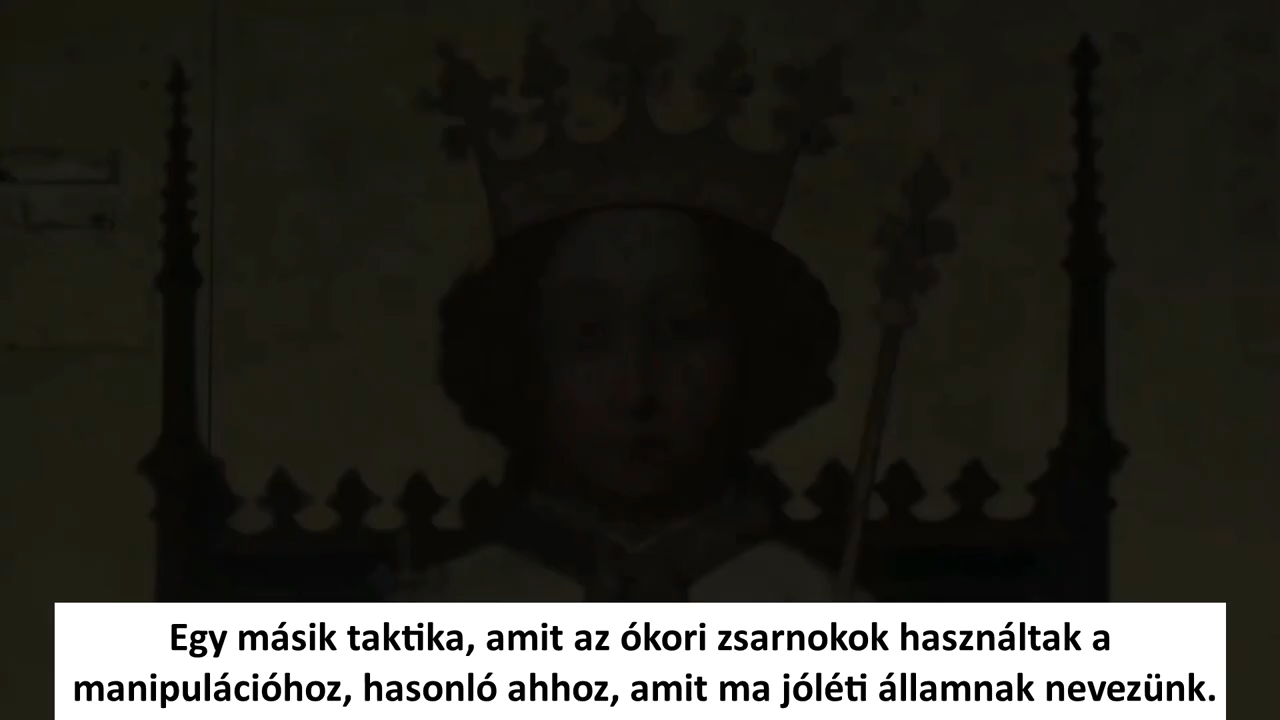 Egy másik taktika, amit az ókori zsarnokok használtak a
manipulációhoz, hasonló ahhoz, amit ma jóléti államnak nevezünk.